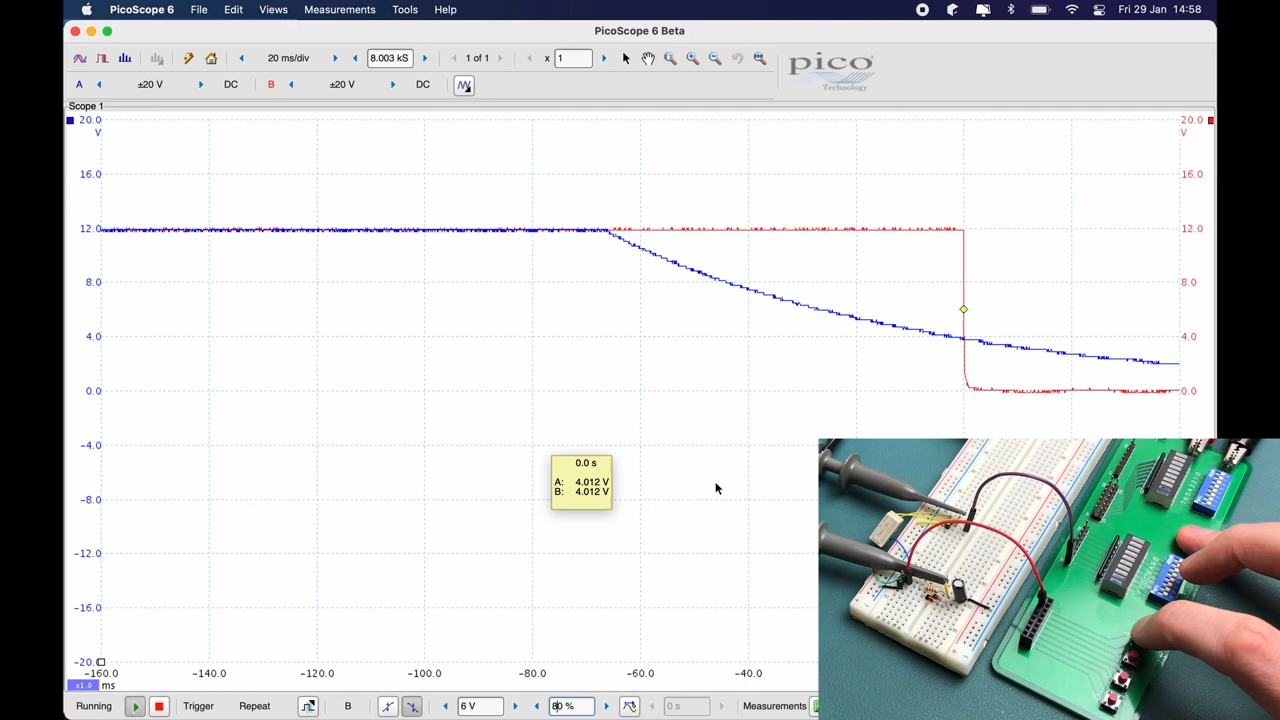 PicoScope 6 File Edit Views Measurements Tools Help Fri 29 Jan 14:58
PicoScope 6 Beta
20 ms/div 8.003 kS 1 of 1 x 1
pico
Technology
A ±20 V DC B ±20 V DC
Scope 1
20.0 20.0
V V
16.0 16.0
12.0 12.0
8.0 8.0
4.0 4.0
0.0 0.0
-4.0
0.0 s
A: 4.012 V
B: 4.012 V
-8.0
-12.0
-16.0
-20.
-160.0 -140.0 -120.0 -100.0 -80.0 -60.0 -40.0
x1.0 ms
Running Trigger Repeat B 6 V 80 % 0 s Measurements